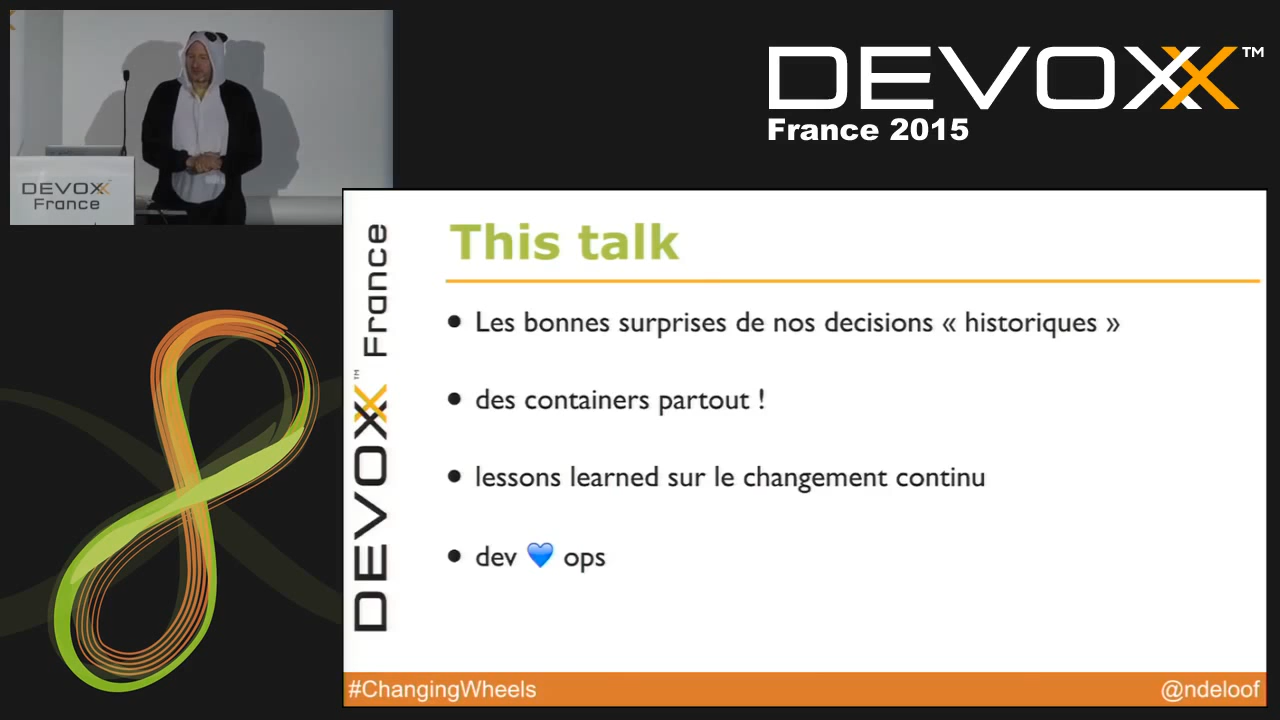 DEVOXX™
France 2015
DEVOXX™
France
DEVOXX™ France
This talk
• Les bonnes surprises de nos decisions « historiques »
• des containers partout !
• lessons learned sur le changement continu
• dev 💙 ops
#ChangingWheels
@ndeloof